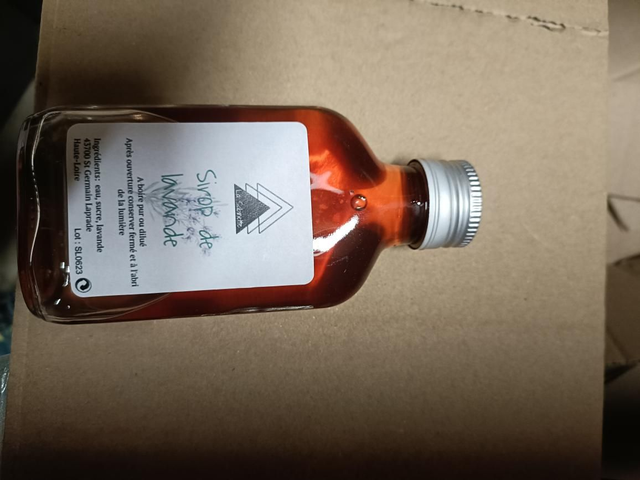 Sirop de
lavande
A boire pur ou dilué
Après ouverture conserver fermé et à l'abri
de la lumière
Ingrédients: eau, sucre, lavande
43700 St Germain Laprade
Haute-Loire
Lot : SL0623